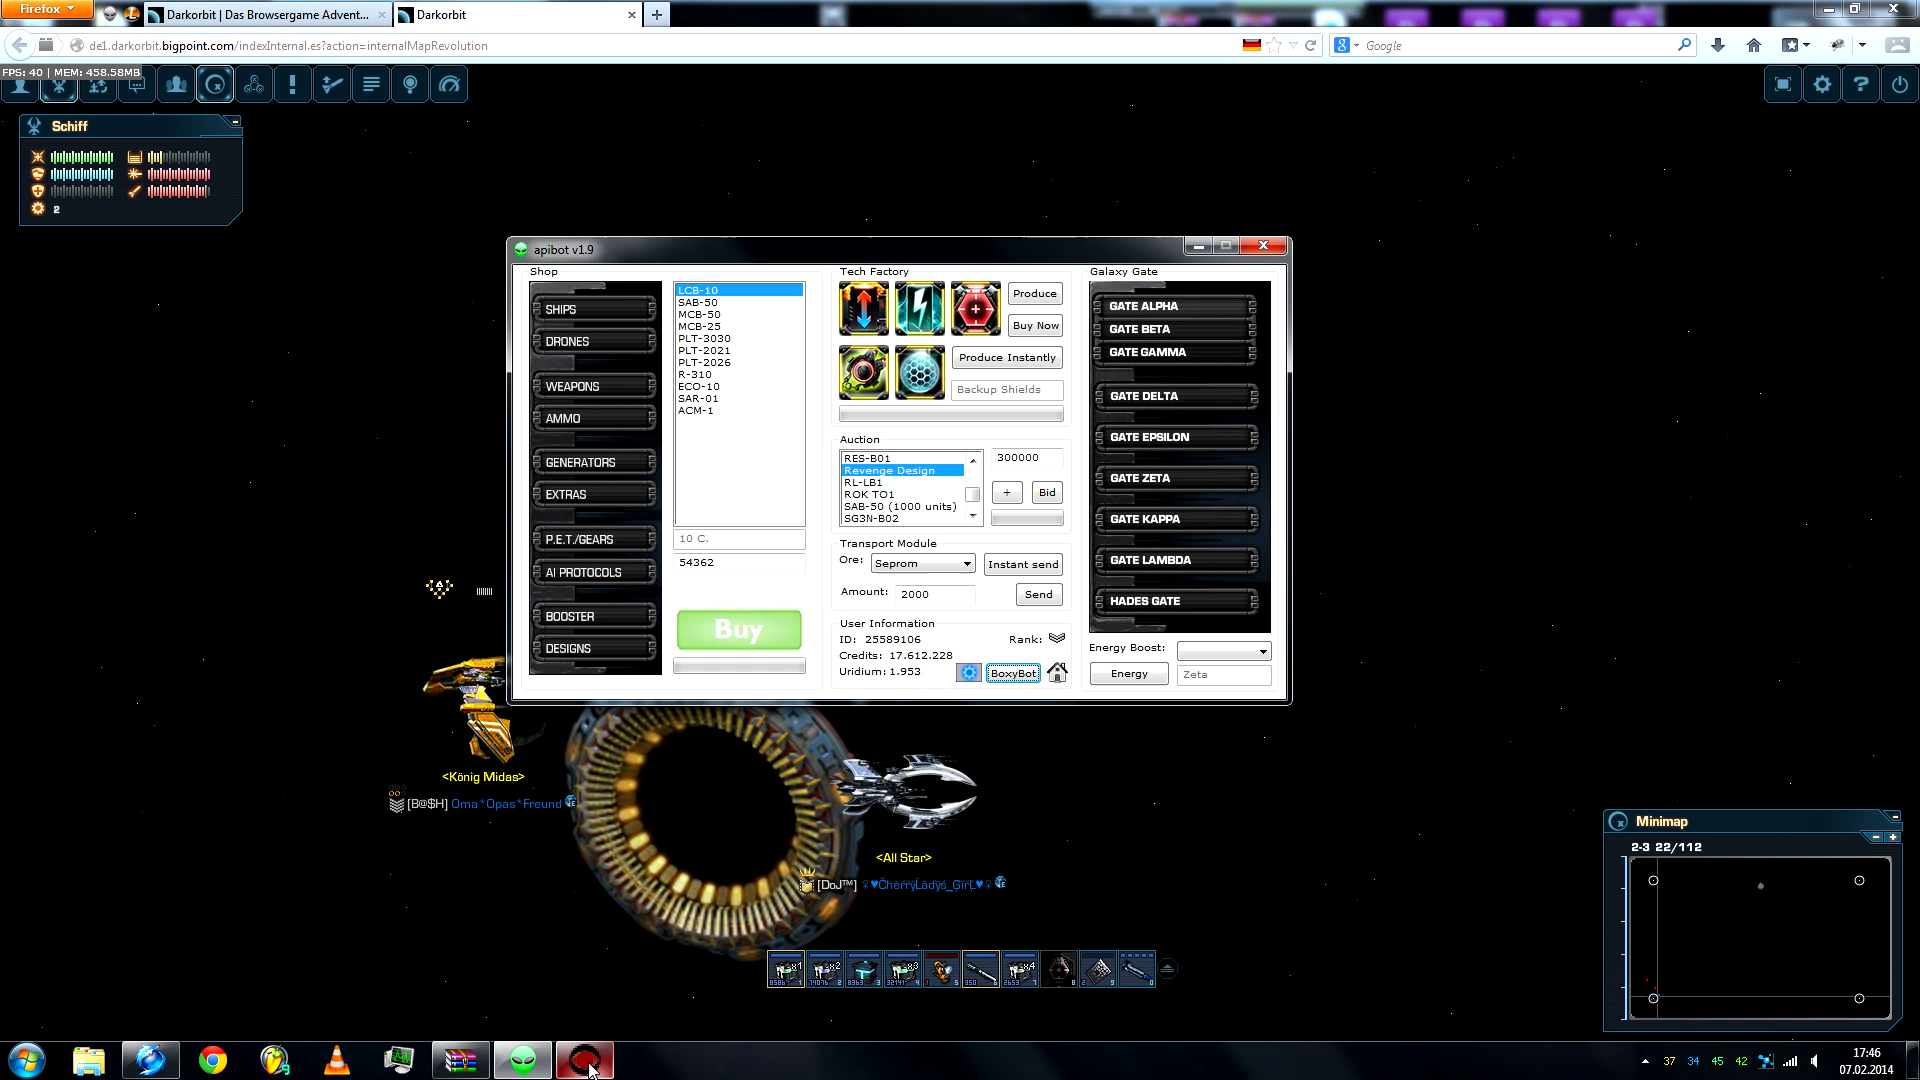 Firefox
Darkorbit | Das Browsergame Advent...
Darkorbit
de1.darkorbit.bigpoint.com/indexInternal.es?action=internalMapRevolution
Google
FPS: 40 | MEM: 458.58MB
Schiff
2
apibot v1.9
Shop
SHIPS
DRONES
WEAPONS
AMMO
GENERATORS
EXTRAS
P.E.T./GEARS
AI PROTOCOLS
BOOSTER
DESIGNS
LCB-10
SAB-50
MCB-50
MCB-25
PLT-3030
PLT-2021
PLT-2026
R-310
ECO-10
SAR-01
ACM-1
10 C.
54362
Buy
Tech Factory
Produce
Buy Now
Produce Instantly
Backup Shields
Auction
RES-B01
Revenge Design
RL-LB1
ROK TO1
SAB-50 (1000 units)
SG3N-B02
300000
+
Bid
Transport Module
Ore:
Seprom
Instant send
Amount:
2000
Send
User Information
ID: 25589106
Rank:
Credits: 17.612.228
Uridium: 1.953
BoxyBot
Galaxy Gate
GATE ALPHA
GATE BETA
GATE GAMMA
GATE DELTA
GATE EPSILON
GATE ZETA
GATE KAPPA
GATE LAMBDA
HADES GATE
Energy Boost:
Energy
Zeta
<König Midas>
[B@$H] Oma*Opas*Freund
<All Star>
[DoJ™]
Minimap
2-3 22/112
x1
x2
x3
x4
37
34
45
42
17:46
07.02.2014